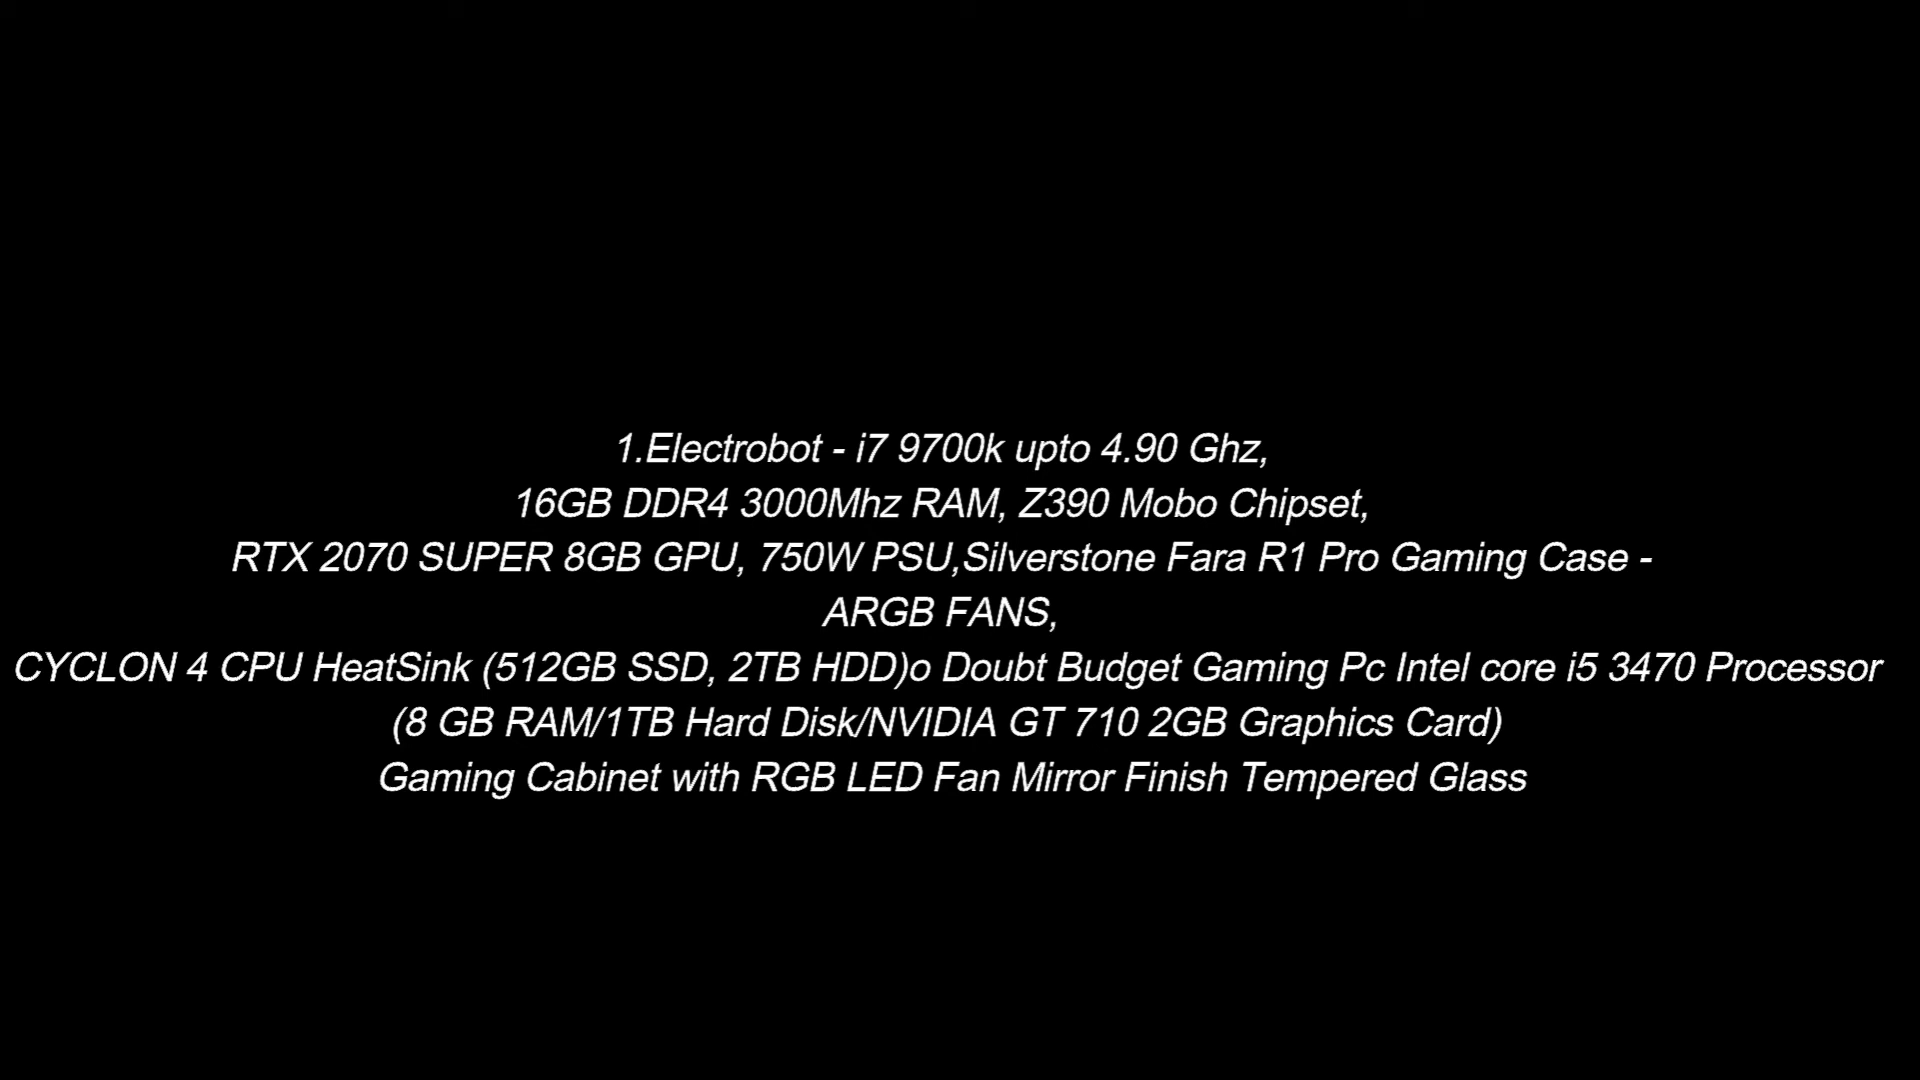 1.Electrobot - i7 9700k upto 4.90 Ghz,
16GB DDR4 3000Mhz RAM, Z390 Mobo Chipset,
RTX 2070 SUPER 8GB GPU, 750W PSU,Silverstone Fara R1 Pro Gaming Case -
ARGB FANS,
CYCLON 4 CPU HeatSink (512GB SSD, 2TB HDD)o Doubt Budget Gaming Pc Intel core i5 3470 Processor
(8 GB RAM/1TB Hard Disk/NVIDIA GT 710 2GB Graphics Card)
Gaming Cabinet with RGB LED Fan Mirror Finish Tempered Glass